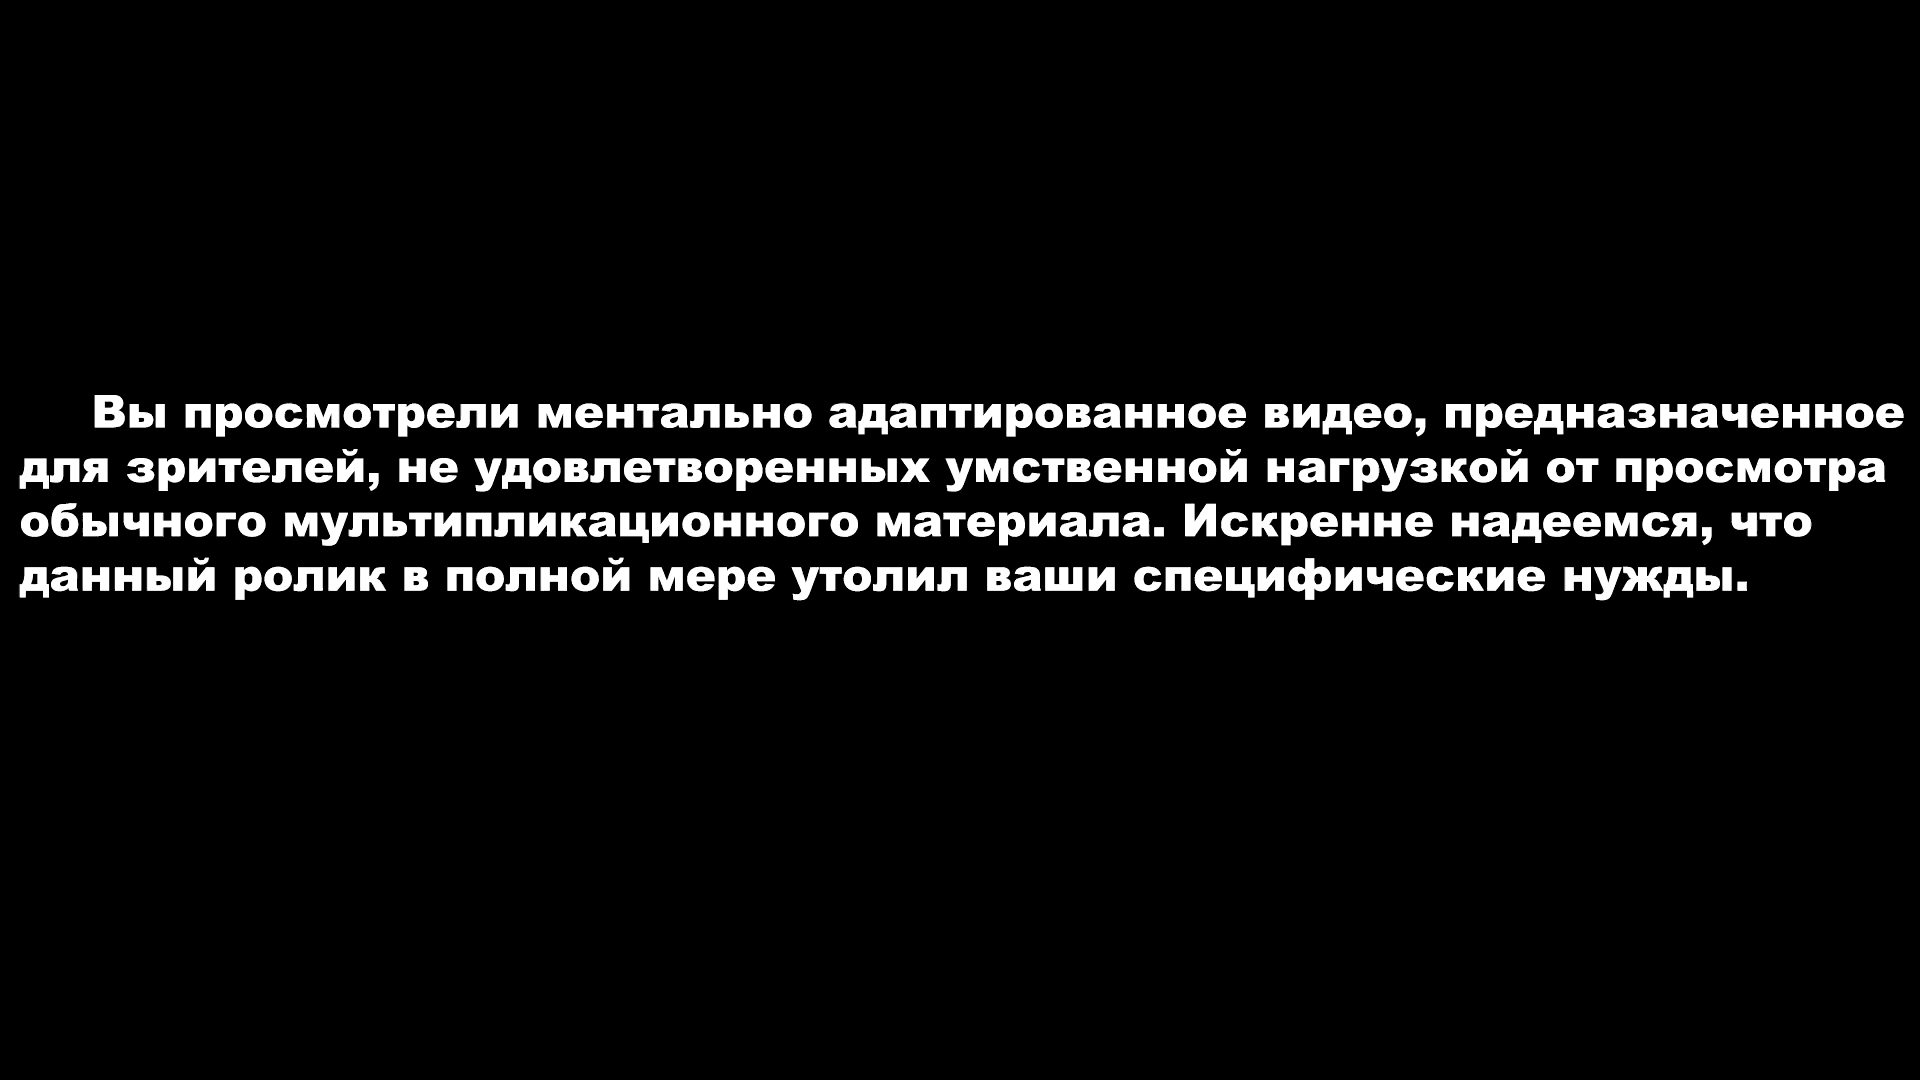 Вы просмотрели ментально адаптированное видео, предназначенное
для зрителей, не удовлетворенных умственной нагрузкой от просмотра
обычного мультипликационного материала. Искренне надеемся, что
данный ролик в полной мере утолил ваши специфические нужды.